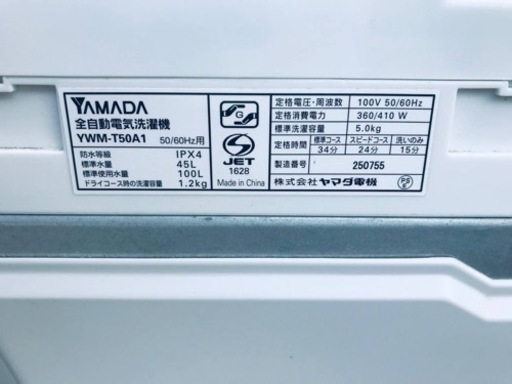 YAMADA
全自動電気洗濯機
YWM-T50A1 50/60Hz用
防水等級 IPX4
標準水量 45L
標準使用水量 100L
ドライコース時の洗濯容量 1.2kg
G
S
JET
1628
Made in China
定格電圧・周波数 100V 50/60Hz
定格消費電力 360/410 W
標準洗濯容量 5.0kg
定格時間 標準コース スピードコース 洗いのみ
34分 24分 15分
製造番号 250755
株式会社ヤマダ電機
PS
E